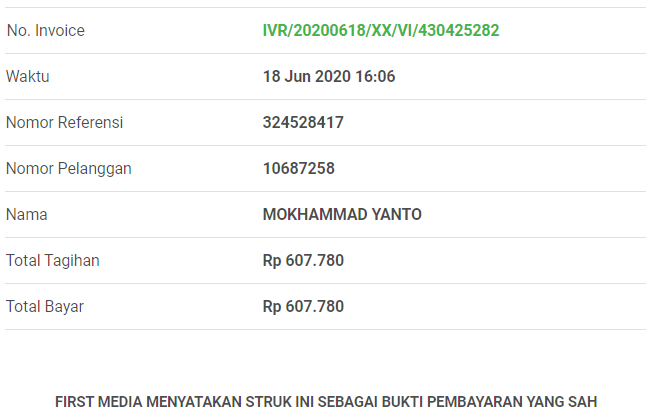 No. Invoice IVR/20200618/XX/VI/430425282
Waktu 18 Jun 2020 16:06
Nomor Referensi 324528417
Nomor Pelanggan 10687258
Nama MOKHAMMAD YANTO
Total Tagihan Rp 607.780
Total Bayar Rp 607.780
FIRST MEDIA MENYATAKAN STRUK INI SEBAGAI BUKTI PEMBAYARAN YANG SAH